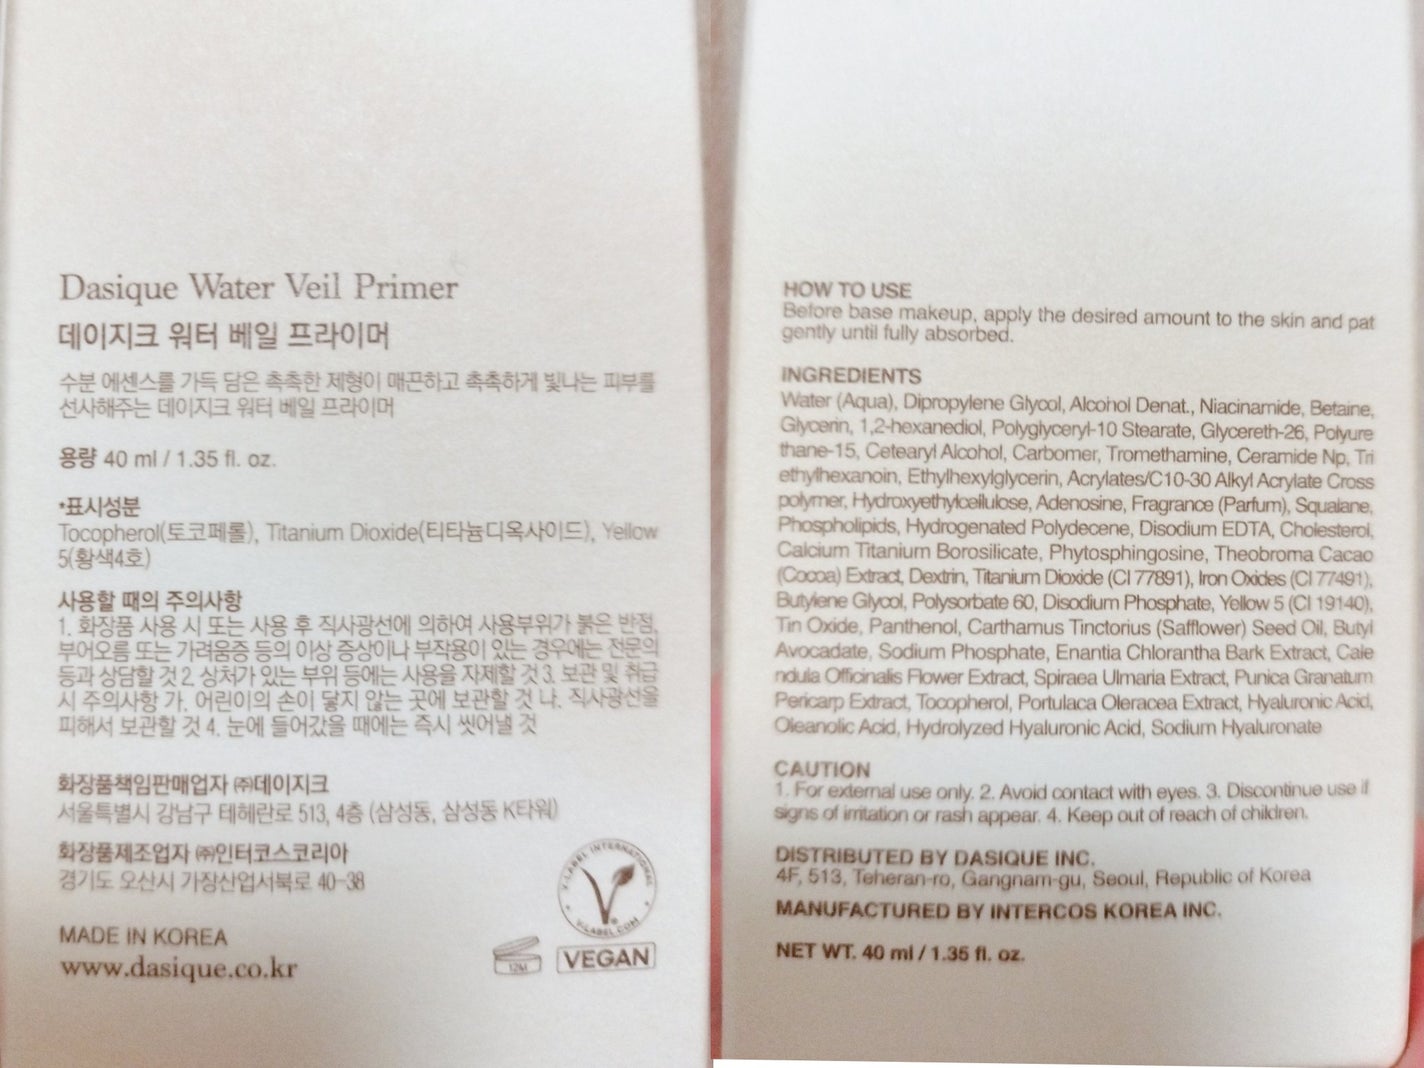 Dasique Water Veil Primer
데이지크 워터 베일 프라이머
수분 에센스를 가득 담은 촉촉한 제형이 매끈하고 촉촉하게 빛나는 피부를
선사해주는 데이지크 워터 베일 프라이머
용량 40 ml / 1.35 fl. oz.
*표시성분
Tocopherol(토코페롤), Titanium Dioxide(티타늄디옥사이드), Yellow
5(황색4호)
사용할 때의 주의사항
1. 화장품 사용 시 또는 사용 후 직사광선에 의하여 사용부위가 붉은 반점,
부어오름 또는 가려움증 등의 이상 증상이나 부작용이 있는 경우에는 전문의
등과 상담할 것 2. 상처가 있는 부위 등에는 사용을 자제할 것 3. 보관 및 취급
시 주의사항 가. 어린이의 손이 닿지 않는 곳에 보관할 것 나. 직사광선을
피해서 보관할 것 4. 눈에 들어갔을 때에는 즉시 씻어낼 것
화장품책임판매업자 ㈜데이지크
서울특별시 강남구 테헤란로 513, 4층 (삼성동, 삼성동 K타워)
화장품제조업자 ㈜인터코스코리아
경기도 오산시 가장산업서북로 40-38
MADE IN KOREA
www.dasique.co.kr
12M
V-LABEL INTERNATIONAL
V-LABEL.COM
VEGAN
HOW TO USE
Before base makeup, apply the desired amount to the skin and pat
gently until fully absorbed.
INGREDIENTS
Water (Aqua), Dipropylene Glycol, Alcohol Denat., Niacinamide, Betaine,
Glycerin, 1,2-hexanediol, Polyglyceryl-10 Stearate, Glycereth-26, Polyure
thane-15, Cetearyl Alcohol, Carbomer, Tromethamine, Ceramide Np, Tri
ethylhexanoin, Ethylhexylglycerin, Acrylates/C10-30 Alkyl Acrylate Cross
polymer, Hydroxyethylcellulose, Adenosine, Fragrance (Parfum), Squalane,
Phospholipids, Hydrogenated Polydecene, Disodium EDTA, Cholesterol,
Calcium Titanium Borosilicate, Phytosphingosine, Theobroma Cacao
(Cocoa) Extract, Dextrin, Titanium Dioxide (CI 77891), Iron Oxides (CI 77491),
Butylene Glycol, Polysorbate 60, Disodium Phosphate, Yellow 5 (CI 19140),
Tin Oxide, Panthenol, Carthamus Tinctorius (Safflower) Seed Oil, Butyl
Avocadate, Sodium Phosphate, Enantia Chlorantha Bark Extract, Cale
ndula Officinalis Flower Extract, Spiraea Ulmaria Extract, Punica Granatum
Pericarp Extract, Tocopherol, Portulaca Oleracea Extract, Hyaluronic Acid,
Oleanolic Acid, Hydrolyzed Hyaluronic Acid, Sodium Hyaluronate
CAUTION
1. For external use only. 2. Avoid contact with eyes. 3. Discontinue use if
signs of irritation or rash appear. 4. Keep out of reach of children.
DISTRIBUTED BY DASIQUE INC.
4F, 513, Teheran-ro, Gangnam-gu, Seoul, Republic of Korea
MANUFACTURED BY INTERCOS KOREA INC.
NET WT. 40 ml / 1.35 fl. oz.